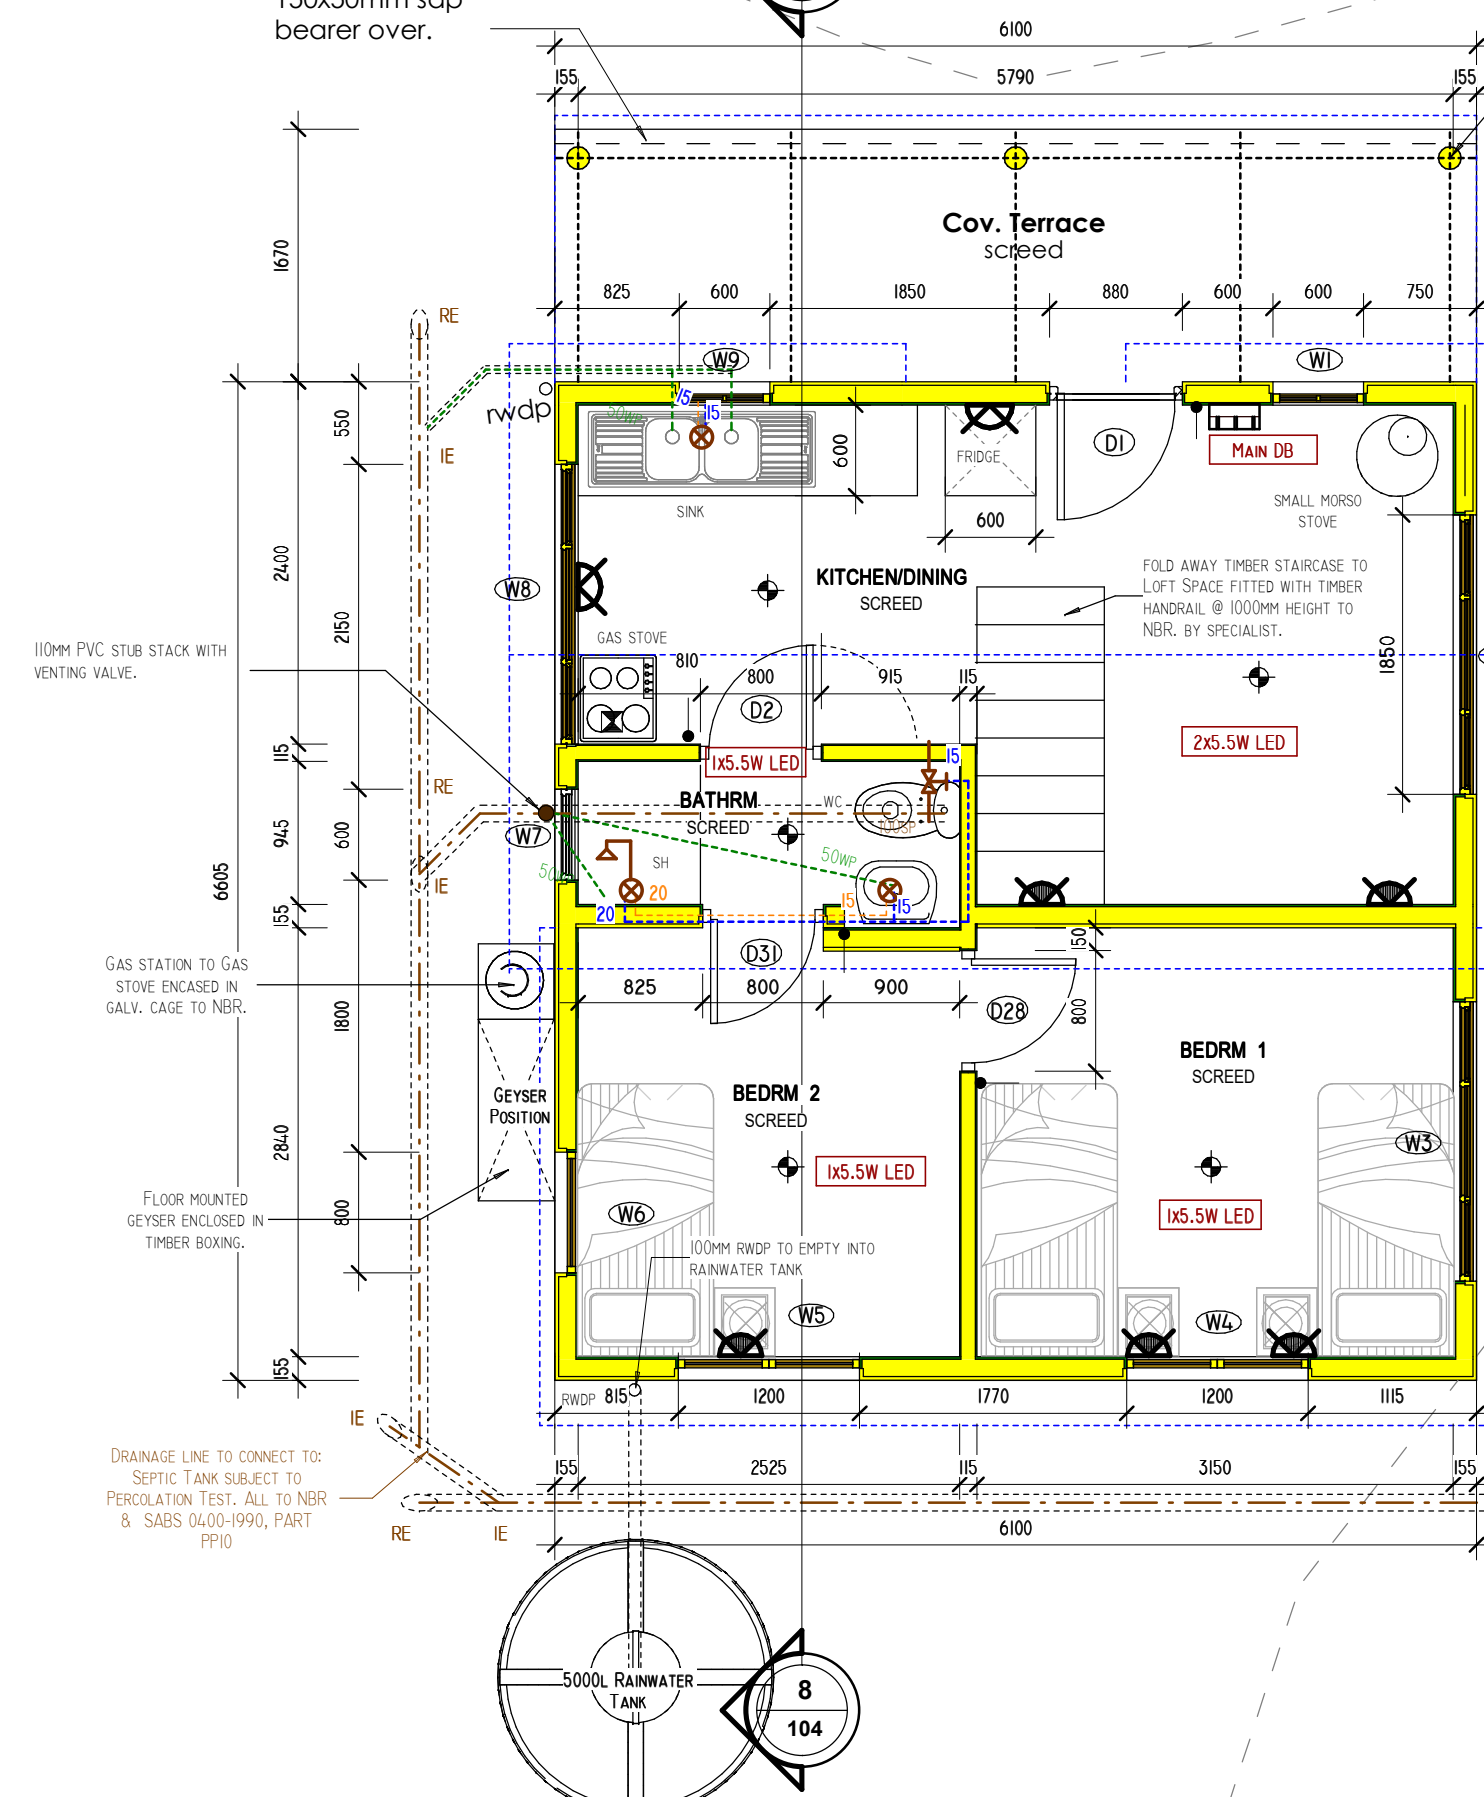 bearer over.
6100
155
5790
155
Cov. Terrace
screed
1670
825
600
1850
880
600
600
750
RE
W9
W1
rwdp
50WP
15
15
600
FRIDGE
D1
MAIN DB
550
IE
SINK
600
SMALL MORSO
STOVE
2400
W8
KITCHEN/DINING
SCREED
FOLD AWAY TIMBER STAIRCASE TO
LOFT SPACE FITTED WITH TIMBER
HANDRAIL @ 1000MM HEIGHT TO
NBR. BY SPECIALIST.
2150
GAS STOVE
110MM PVC STUB STACK WITH
VENTING VALVE.
810
800
915
115
1850
D2
2x5.5W LED
115
1x5.5W LED
15
RE
BATHRM
SCREED
WC
100SP
945
600
W7
6605
IE
50WP
SH
50WP
20
15
15
20
155
D31
150
GAS STATION TO GAS
STOVE ENCASED IN
GALV. CAGE TO NBR.
825
800
900
D28
800
1800
BEDRM 1
SCREED
GEYSER
POSITION
BEDRM 2
SCREED
2840
W3
1x5.5W LED
FLOOR MOUNTED
GEYSER ENCLOSED IN
TIMBER BOXING.
800
W6
1x5.5W LED
100MM RWDP TO EMPTY INTO
RAINWATER TANK
W5
W4
155
RWDP
815
1200
1770
1200
1115
IE
DRAINAGE LINE TO CONNECT TO:
SEPTIC TANK SUBJECT TO
PERCOLATION TEST. ALL TO NBR
& SABS 0400-1990, PART
PP10
155
2525
115
3150
155
RE
IE
6100
5000L RAINWATER
TANK
8
104